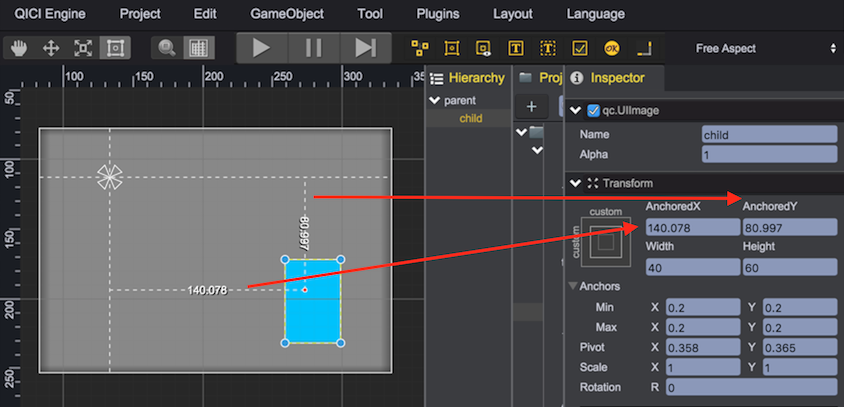 QICI Engine Project Edit GameObject Tool Plugins Layout Language
Free Aspect
100 200 250 300
Hierarchy
Proj
Inspector
parent
child
qc.UIImage
Name child
Alpha 1
Transform
custom
custom
AnchoredX AnchoredY
140.078 80.997
Width Height
40 60
Anchors
Min X 0.2 Y 0.2
Max X 0.2 Y 0.2
Pivot X 0.358 Y 0.365
Scale X 1 Y 1
Rotation R 0
50
100
150
200
250
80.997
140.078